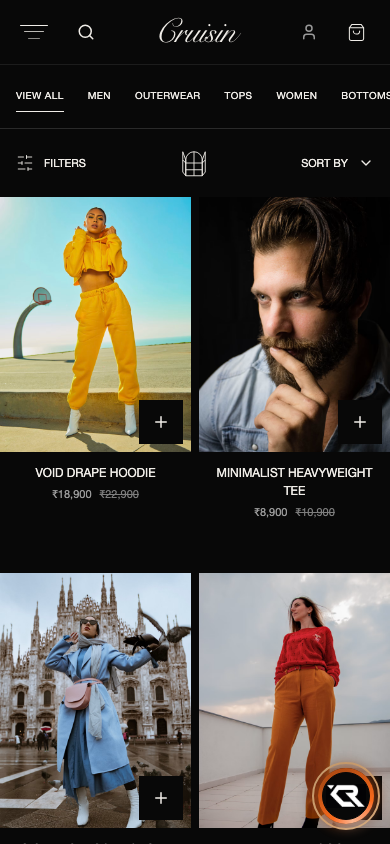 Cruisin
VIEW ALL MEN OUTERWEAR TOPS WOMEN BOTTOMS
FILTERS SORT BY
VOID DRAPE HOODIE
₹18,900 ₹22,900
MINIMALIST HEAVYWEIGHT
TEE
₹8,900 ₹10,900